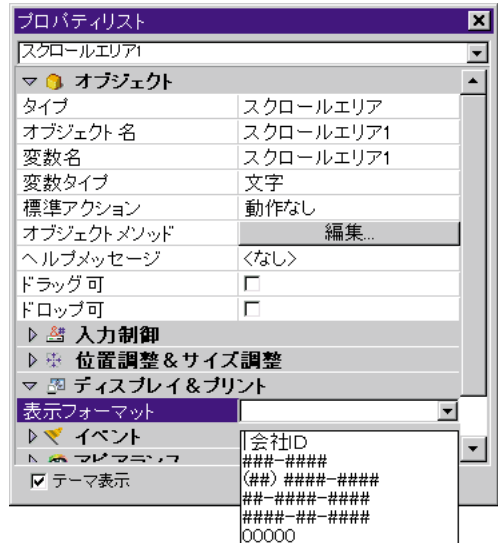 プロパティリスト
スクロールエリア1
オブジェクト
タイプ スクロールエリア
オブジェクト名 スクロールエリア1
変数名 スクロールエリア1
変数タイプ 文字
標準アクション 動作なし
オブジェクトメソッド 編集...
ヘルプメッセージ <なし>
ドラッグ可
ドロップ可
入力制御
位置調整&サイズ調整
ディスプレイ&プリント
表示フォーマット
イベント
テーマ表示
|会社ID
###-####
(##) ####-####
##-####-####
####-##-####
00000